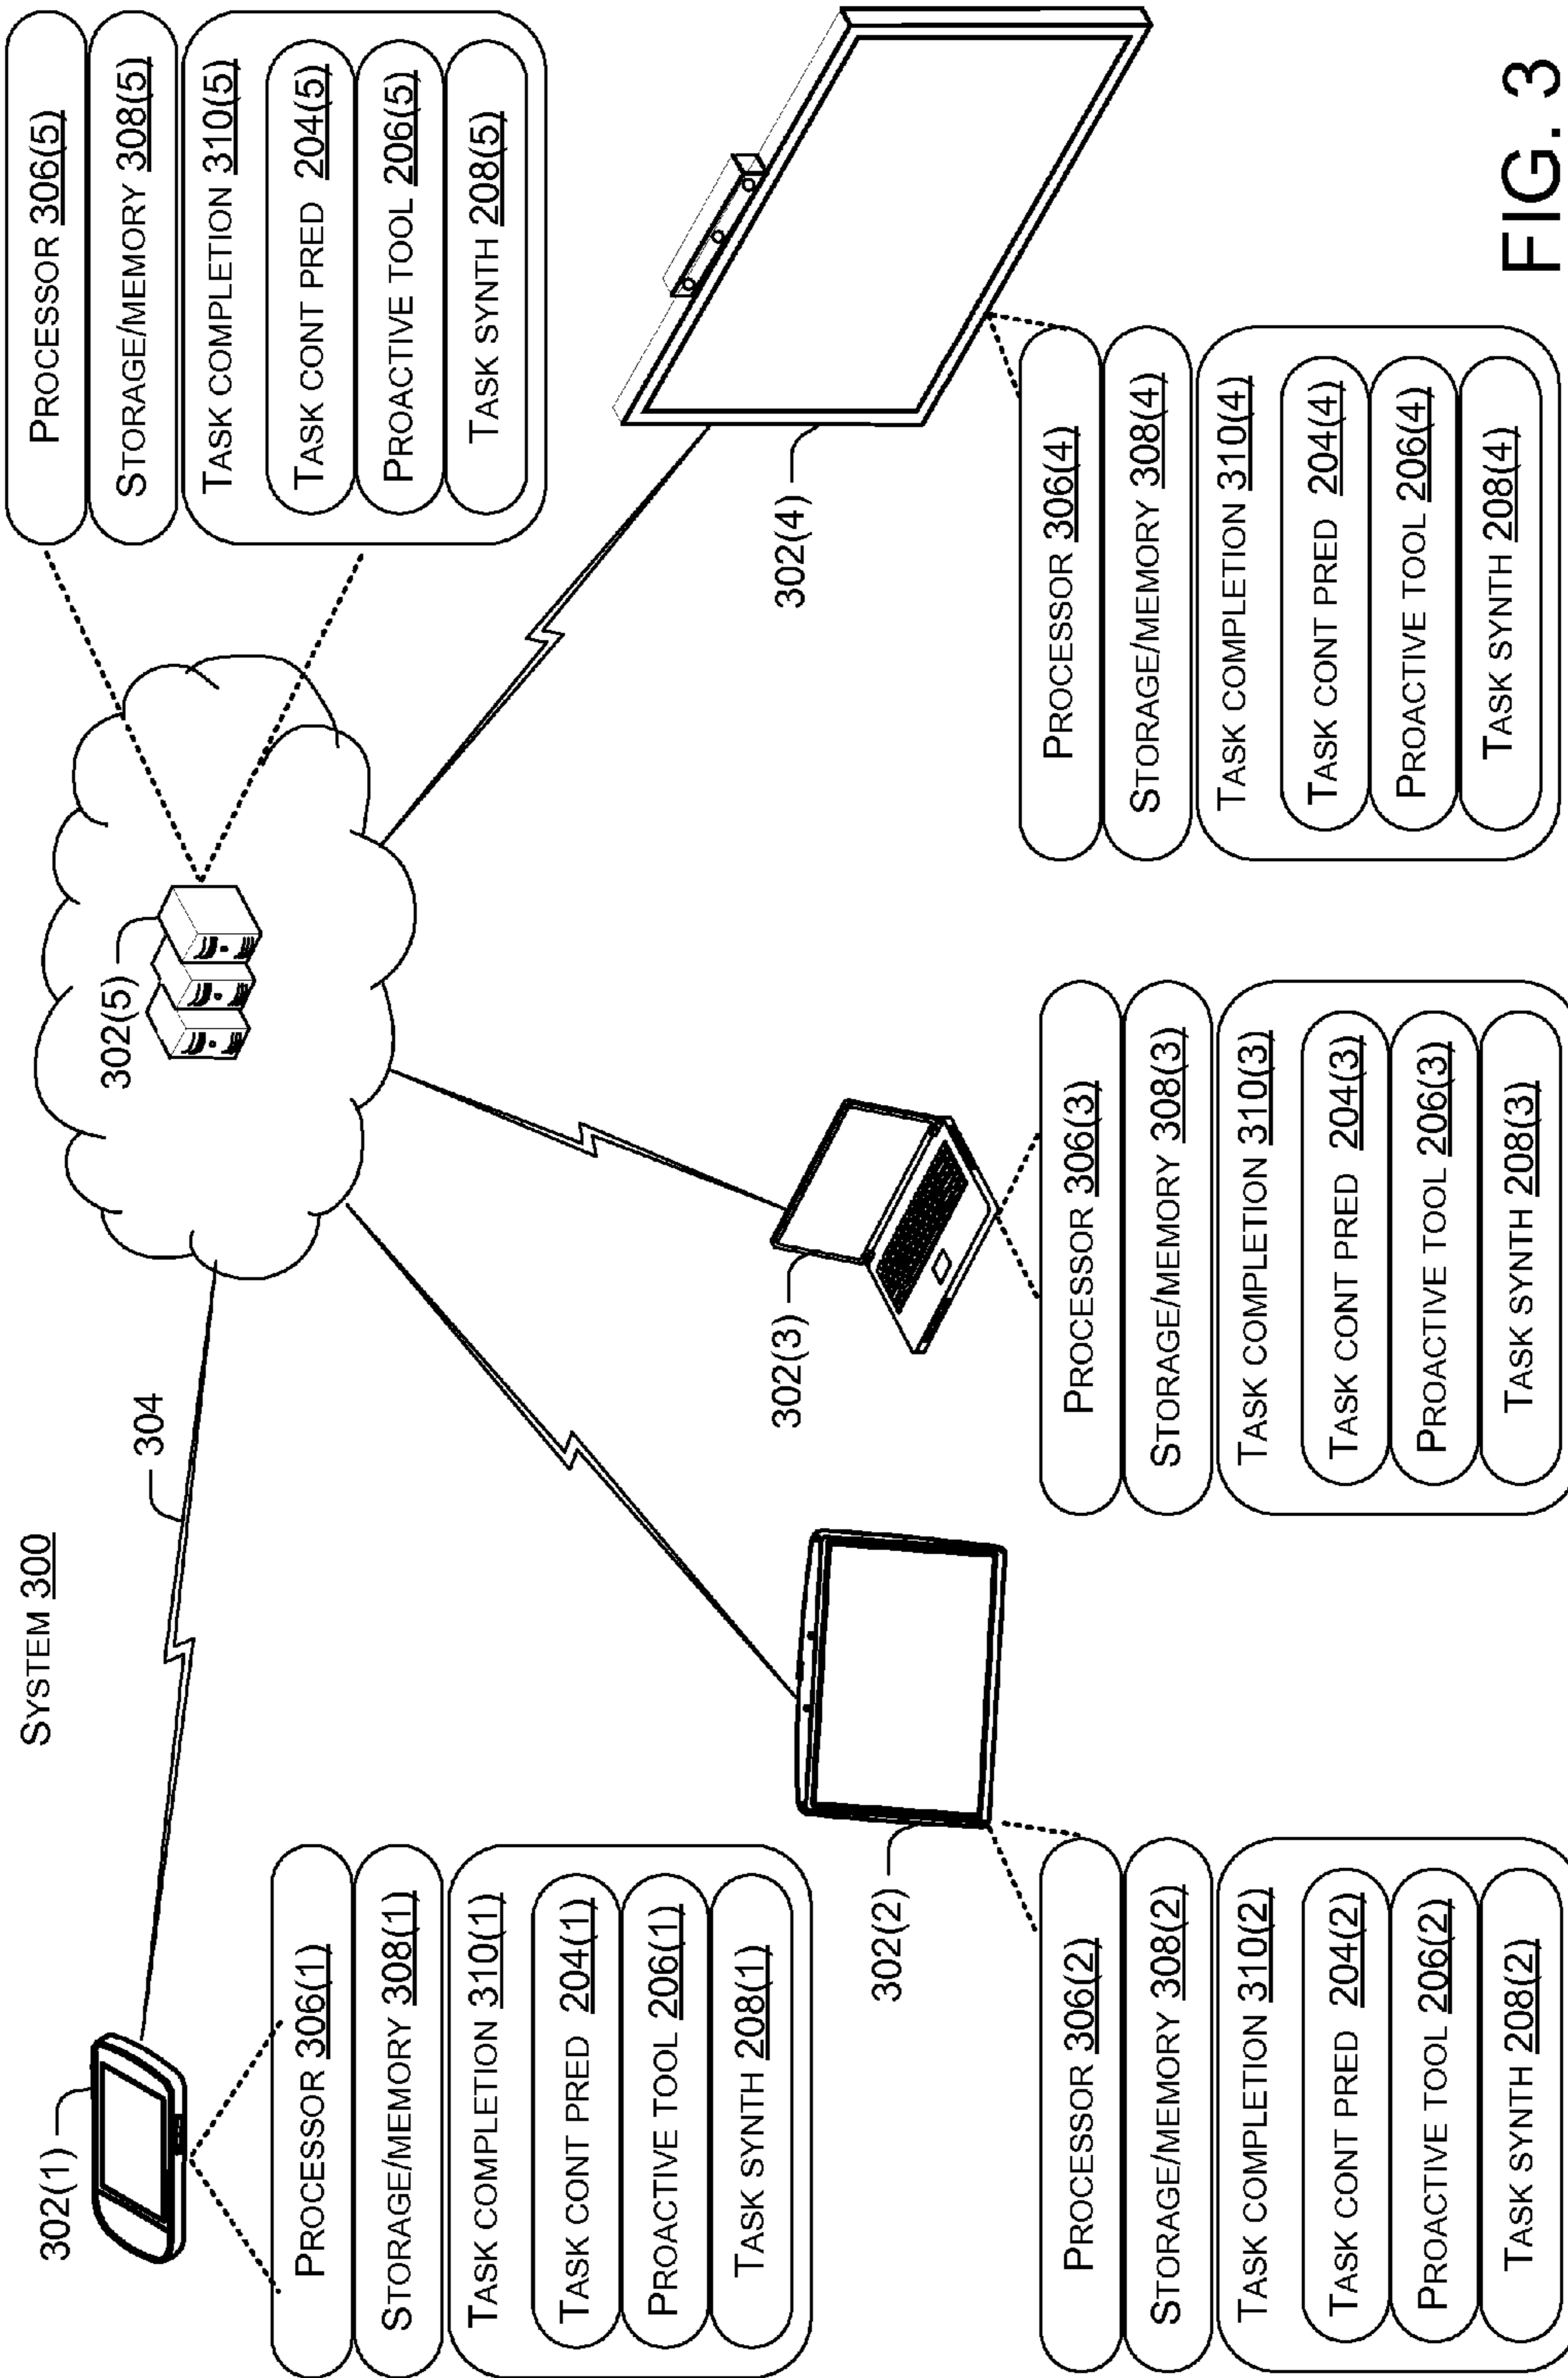 SYSTEM 300
302(1)
304
302(5)
PROCESSOR 306(5)
STORAGE/MEMORY 308(5)
TASK COMPLETION 310(5)
TASK CONT PRED 204(5)
PROACTIVE TOOL 206(5)
TASK SYNTH 208(5)
PROCESSOR 306(1)
STORAGE/MEMORY 308(1)
TASK COMPLETION 310(1)
TASK CONT PRED 204(1)
PROACTIVE TOOL 206(1)
TASK SYNTH 208(1)
302(2)
302(3)
302(4)
PROCESSOR 306(2)
STORAGE/MEMORY 308(2)
TASK COMPLETION 310(2)
TASK CONT PRED 204(2)
PROACTIVE TOOL 206(2)
TASK SYNTH 208(2)
PROCESSOR 306(3)
STORAGE/MEMORY 308(3)
TASK COMPLETION 310(3)
TASK CONT PRED 204(3)
PROACTIVE TOOL 206(3)
TASK SYNTH 208(3)
PROCESSOR 306(4)
STORAGE/MEMORY 308(4)
TASK COMPLETION 310(4)
TASK CONT PRED 204(4)
PROACTIVE TOOL 206(4)
TASK SYNTH 208(4)
FIG. 3